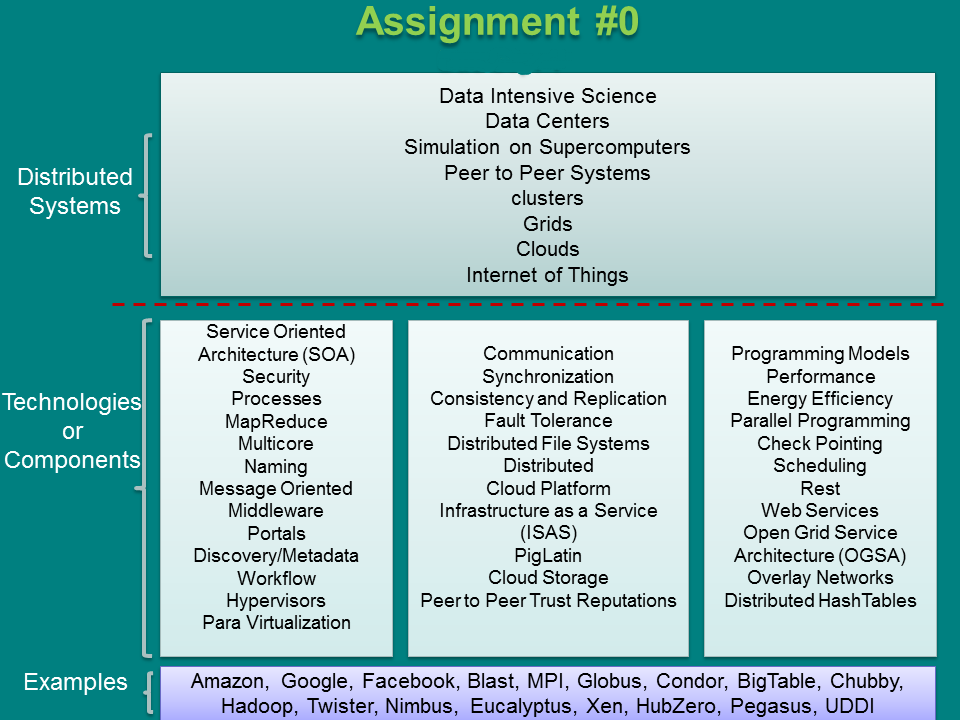 Assignment #0
Distributed
Systems
Data Intensive Science
Data Centers
Simulation on Supercomputers
Peer to Peer Systems
clusters
Grids
Clouds
Internet of Things
Technologies
or
Components
Service Oriented
Architecture (SOA)
Security
Processes
MapReduce
Multicore
Naming
Message Oriented
Middleware
Portals
Discovery/Metadata
Workflow
Hypervisors
Para Virtualization
Communication
Synchronization
Consistency and Replication
Fault Tolerance
Distributed File Systems
Distributed
Cloud Platform
Infrastructure as a Service
(ISAS)
PigLatin
Cloud Storage
Peer to Peer Trust Reputations
Programming Models
Performance
Energy Efficiency
Parallel Programming
Check Pointing
Scheduling
Rest
Web Services
Open Grid Service
Architecture (OGSA)
Overlay Networks
Distributed HashTables
Examples
Amazon, Google, Facebook, Blast, MPI, Globus, Condor, BigTable, Chubby,
Hadoop, Twister, Nimbus, Eucalyptus, Xen, HubZero, Pegasus, UDDI